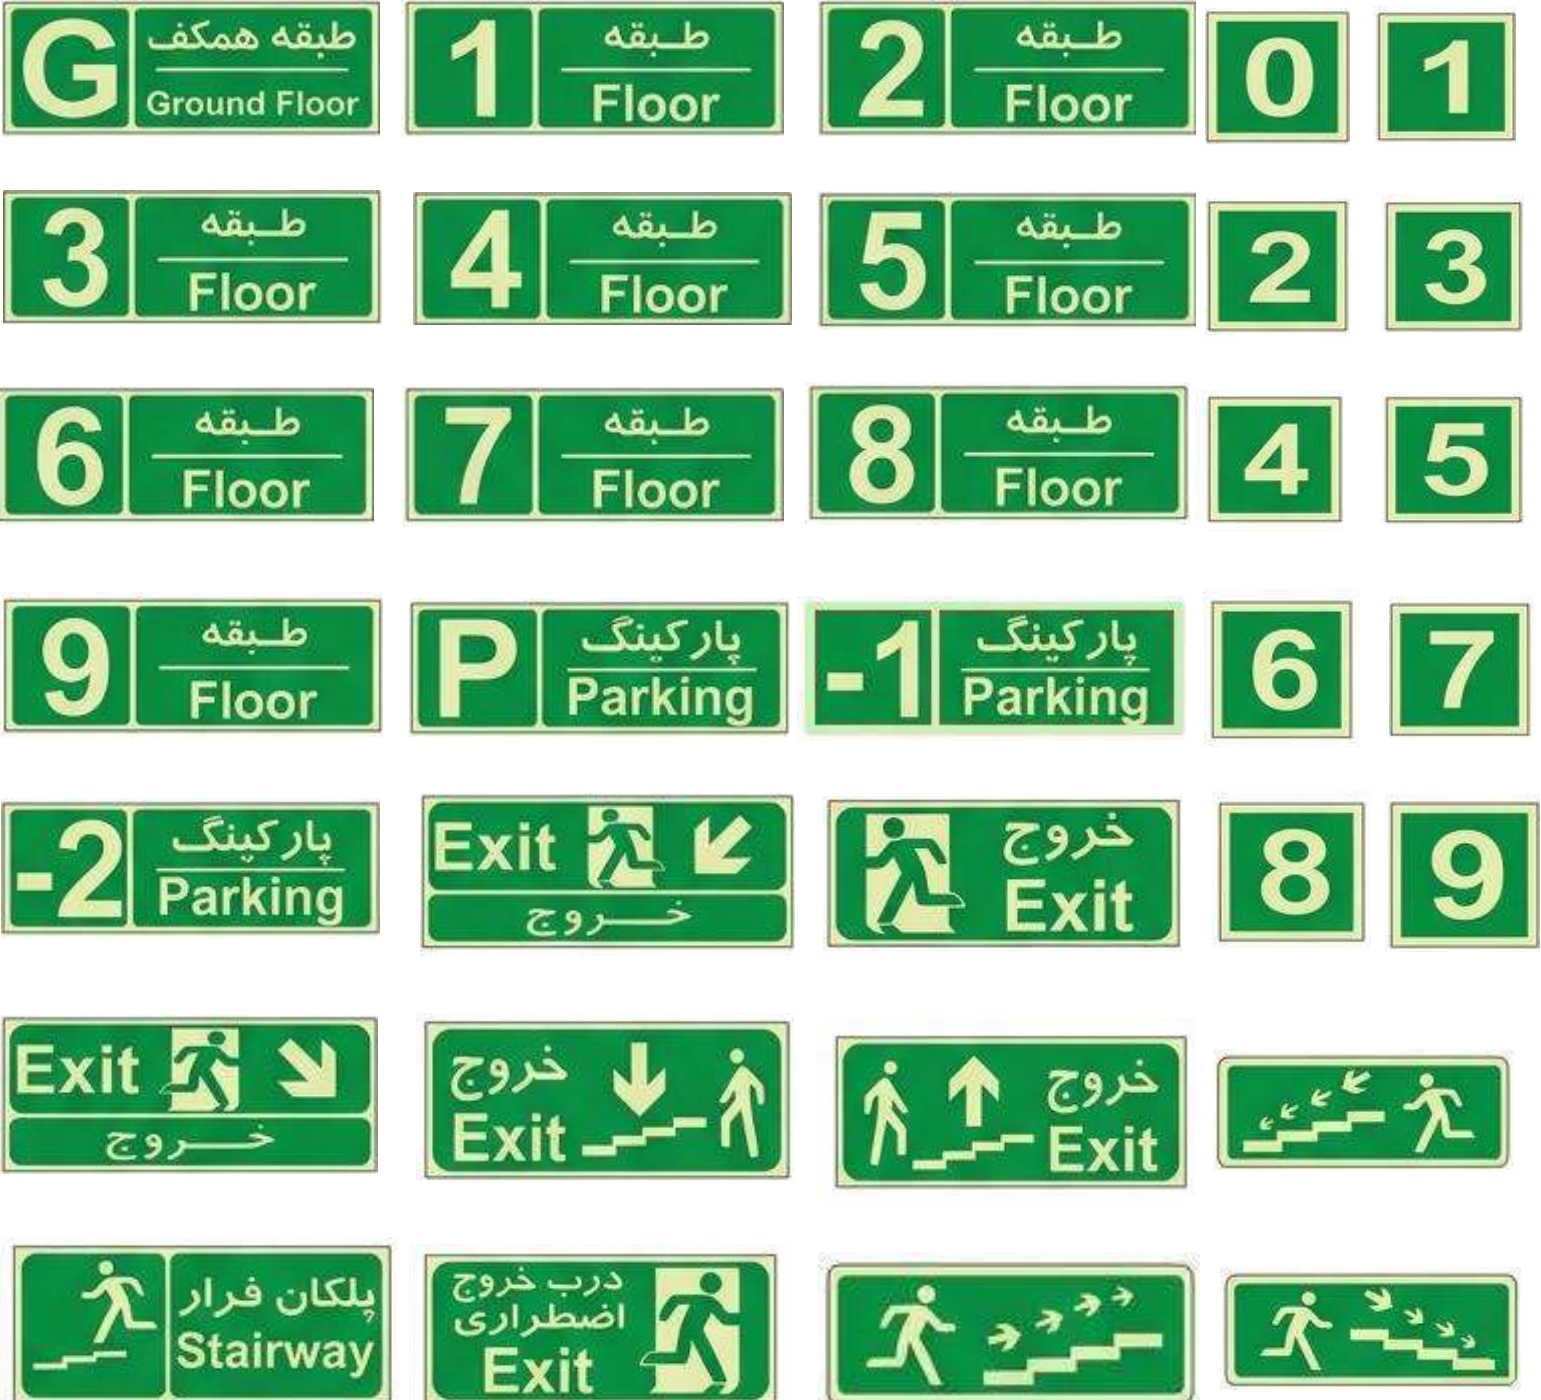 G
طبقه همکف
Ground Floor
1
طبقه
Floor
2
طبقه
Floor
0
1
3
طبقه
Floor
4
طبقه
Floor
5
طبقه
Floor
2
3
6
طبقه
Floor
7
طبقه
Floor
8
طبقه
Floor
4
5
9
طبقه
Floor
P
پارکینگ
Parking
-1
پارکینگ
Parking
6
7
-2
پارکینگ
Parking
Exit
خروج
خروج
Exit
8
9
Exit
خروج
خروج
Exit
خروج
Exit
پلکان فرار
Stairway
درب خروج
اضطراری
Exit